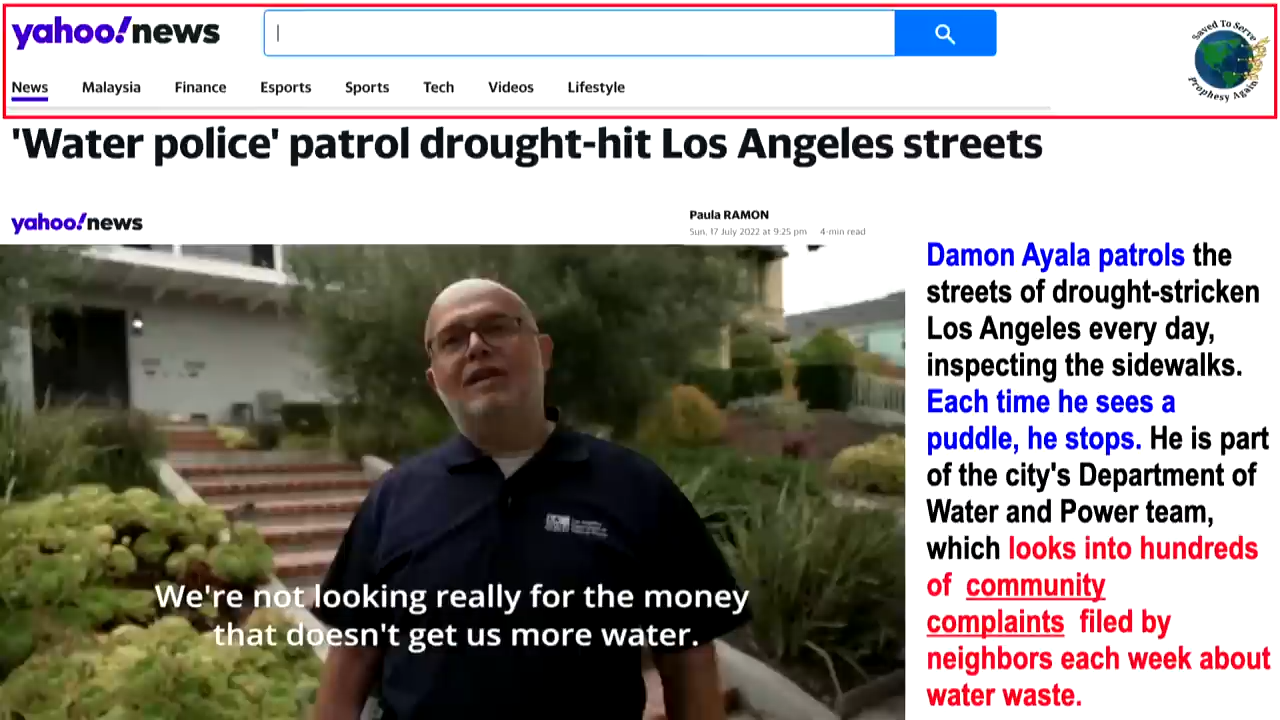 yahoo!news
Saved To Serve
Prophesy Again
News Malaysia Finance Esports Sports Tech Videos Lifestyle
'Water police' patrol drought-hit Los Angeles streets
yahoo!news
Paula RAMON
Sun, 17 July 2022 at 9:25 pm 4-min read
We're not looking really for the money
that doesn't get us more water.
Damon Ayala patrols the
streets of drought-stricken
Los Angeles every day,
inspecting the sidewalks.
Each time he sees a
puddle, he stops. He is part
of the city's Department of
Water and Power team,
which looks into hundreds
of community
complaints filed by
neighbors each week about
water waste.